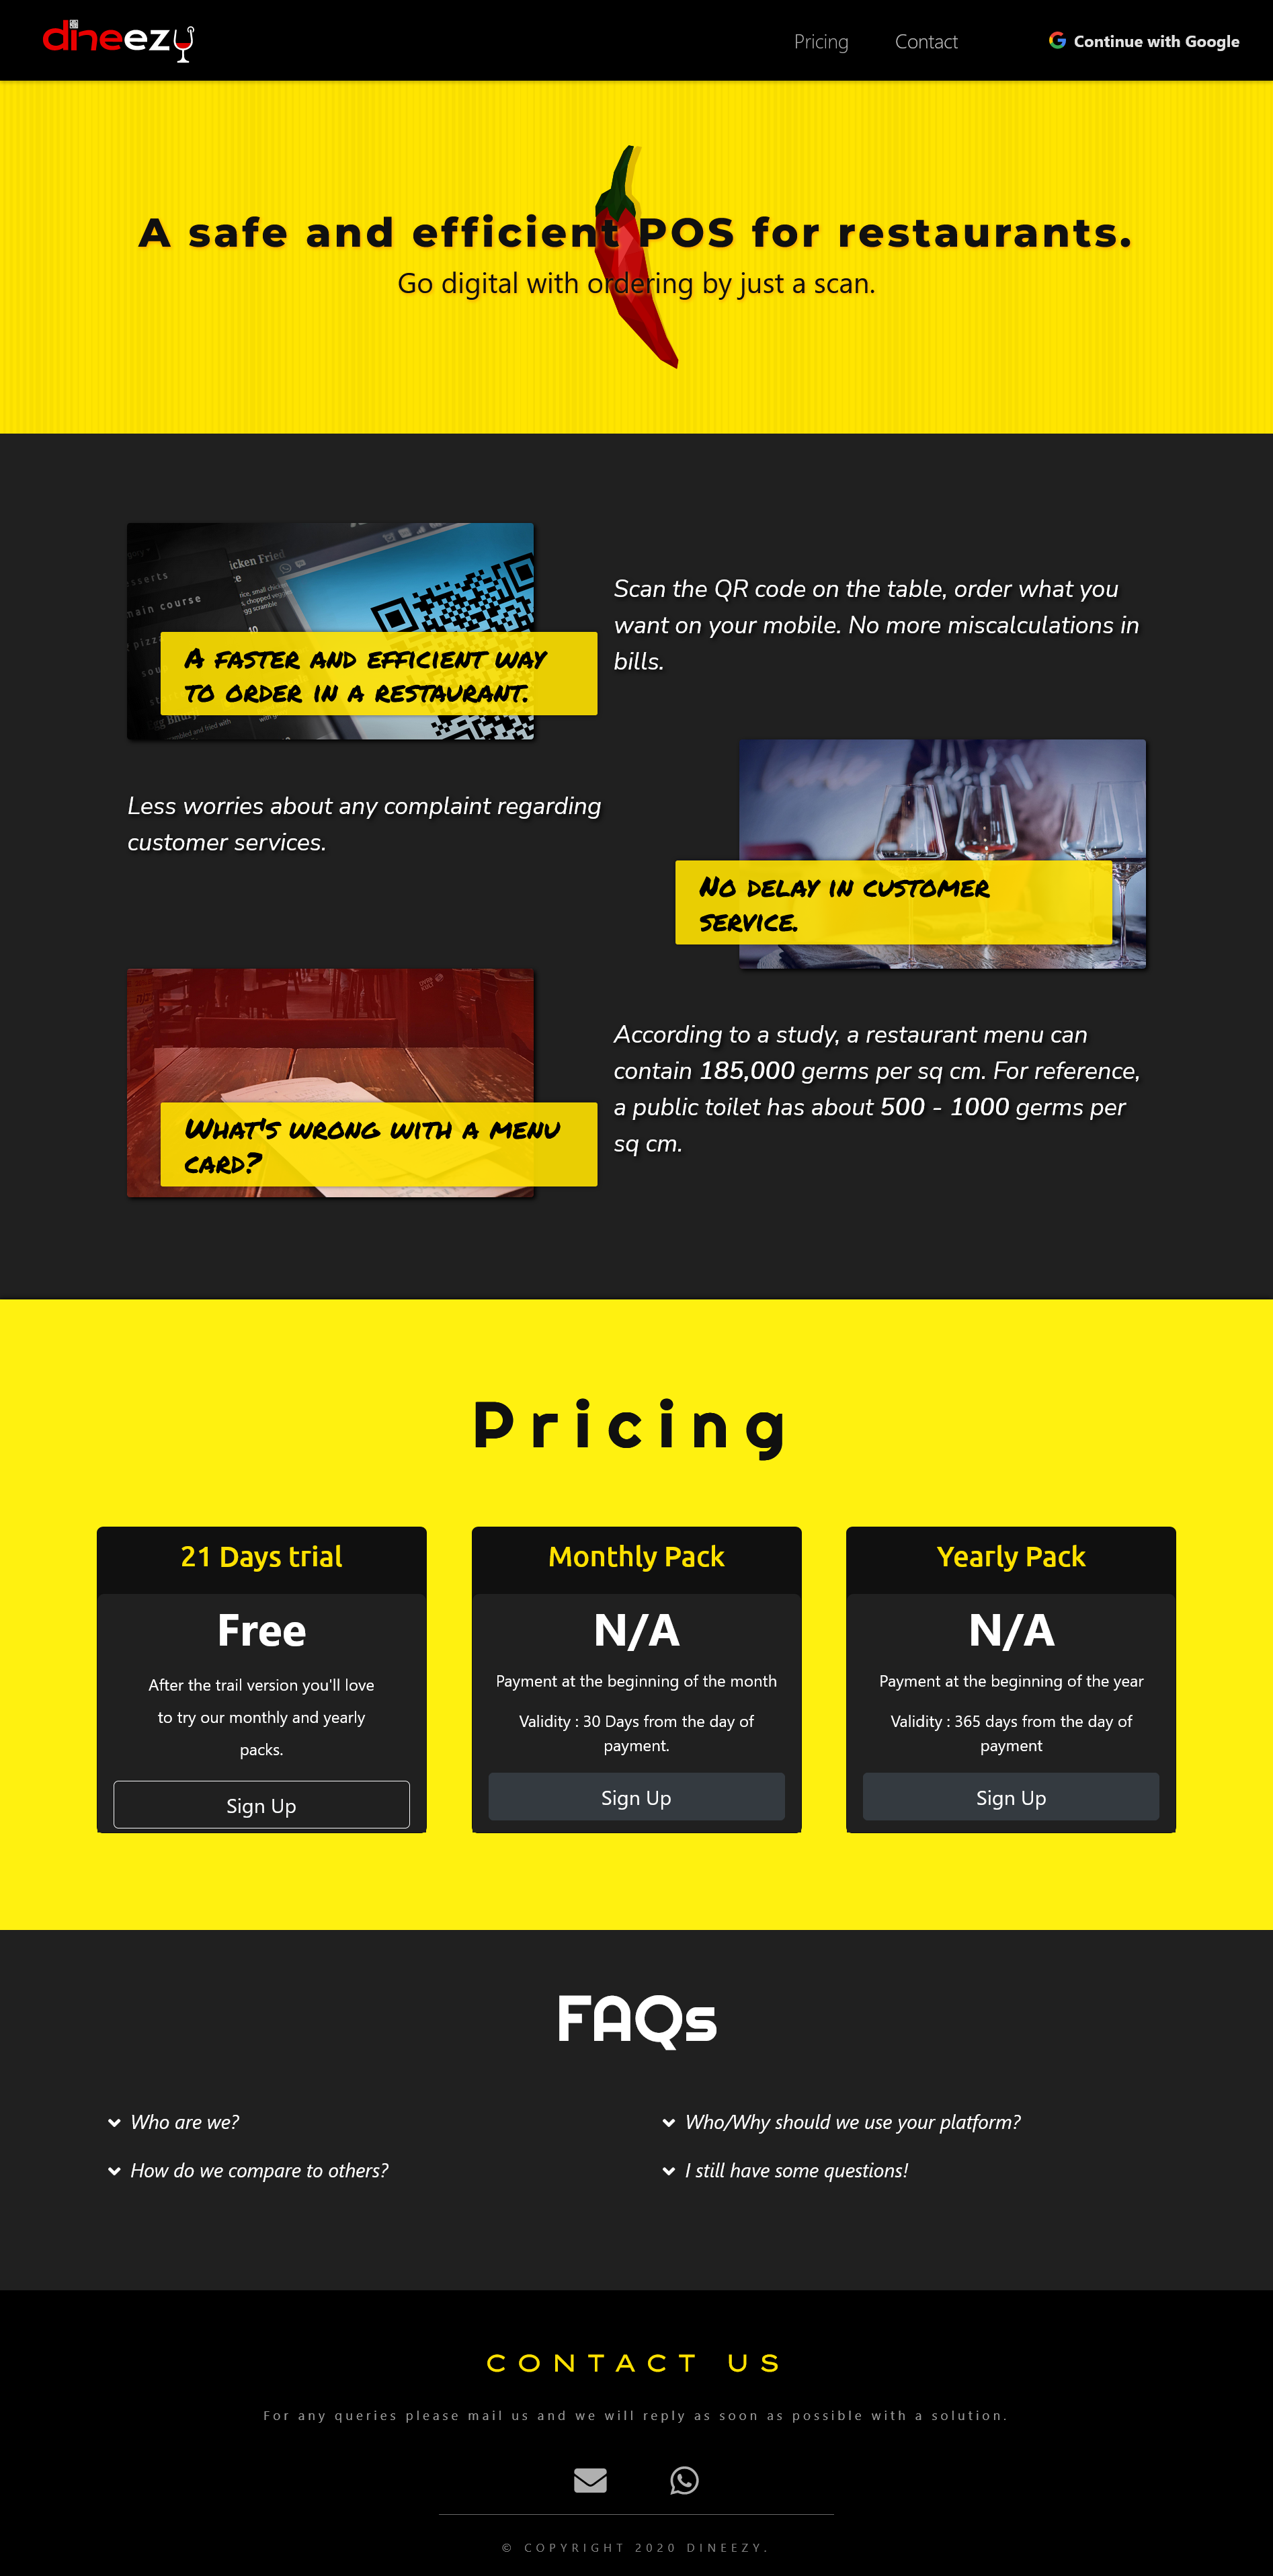 dineezy
Pricing
Contact
Continue with Google
A safe and efficient POS for restaurants.
Go digital with ordering by just a scan.
icken Fried
main course
A faster and efficient way
to order in a restaurant.
Scan the QR code on the table, order what you
want on your mobile. No more miscalculations in
bills.
Less worries about any complaint regarding
customer services.
No delay in customer
service.
What's wrong with a menu
card?
According to a study, a restaurant menu can
contain 185,000 germs per sq cm. For reference,
a public toilet has about 500 - 1000 germs per
sq cm.
Pricing
21 Days trial
Free
After the trail version you'll love
to try our monthly and yearly
packs.
Sign Up
Monthly Pack
N/A
Payment at the beginning of the month
Validity : 30 Days from the day of
payment.
Sign Up
Yearly Pack
N/A
Payment at the beginning of the year
Validity : 365 days from the day of
payment
Sign Up
FAQs
Who are we?
Who/Why should we use your platform?
How do we compare to others?
I still have some questions!
CONTACT US
For any queries please mail us and we will reply as soon as possible with a solution.
© COPYRIGHT 2020 DINEEZY.